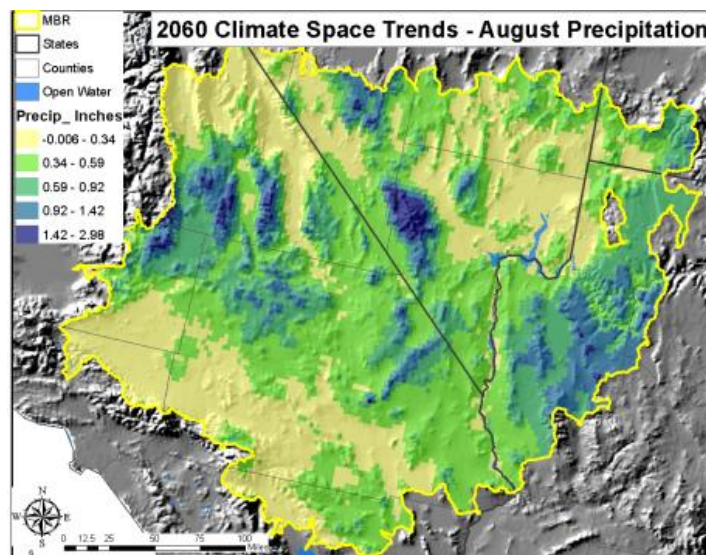 2060 Climate Space Trends - August Precipitation
MBR
States
Counties
Open Water
Precip_ Inches
-0.006 - 0.34
0.34 - 0.59
0.59 - 0.92
0.92 - 1.42
1.42 - 2.98
N
W E
S
0 12.5 25 50 75 100
Miles